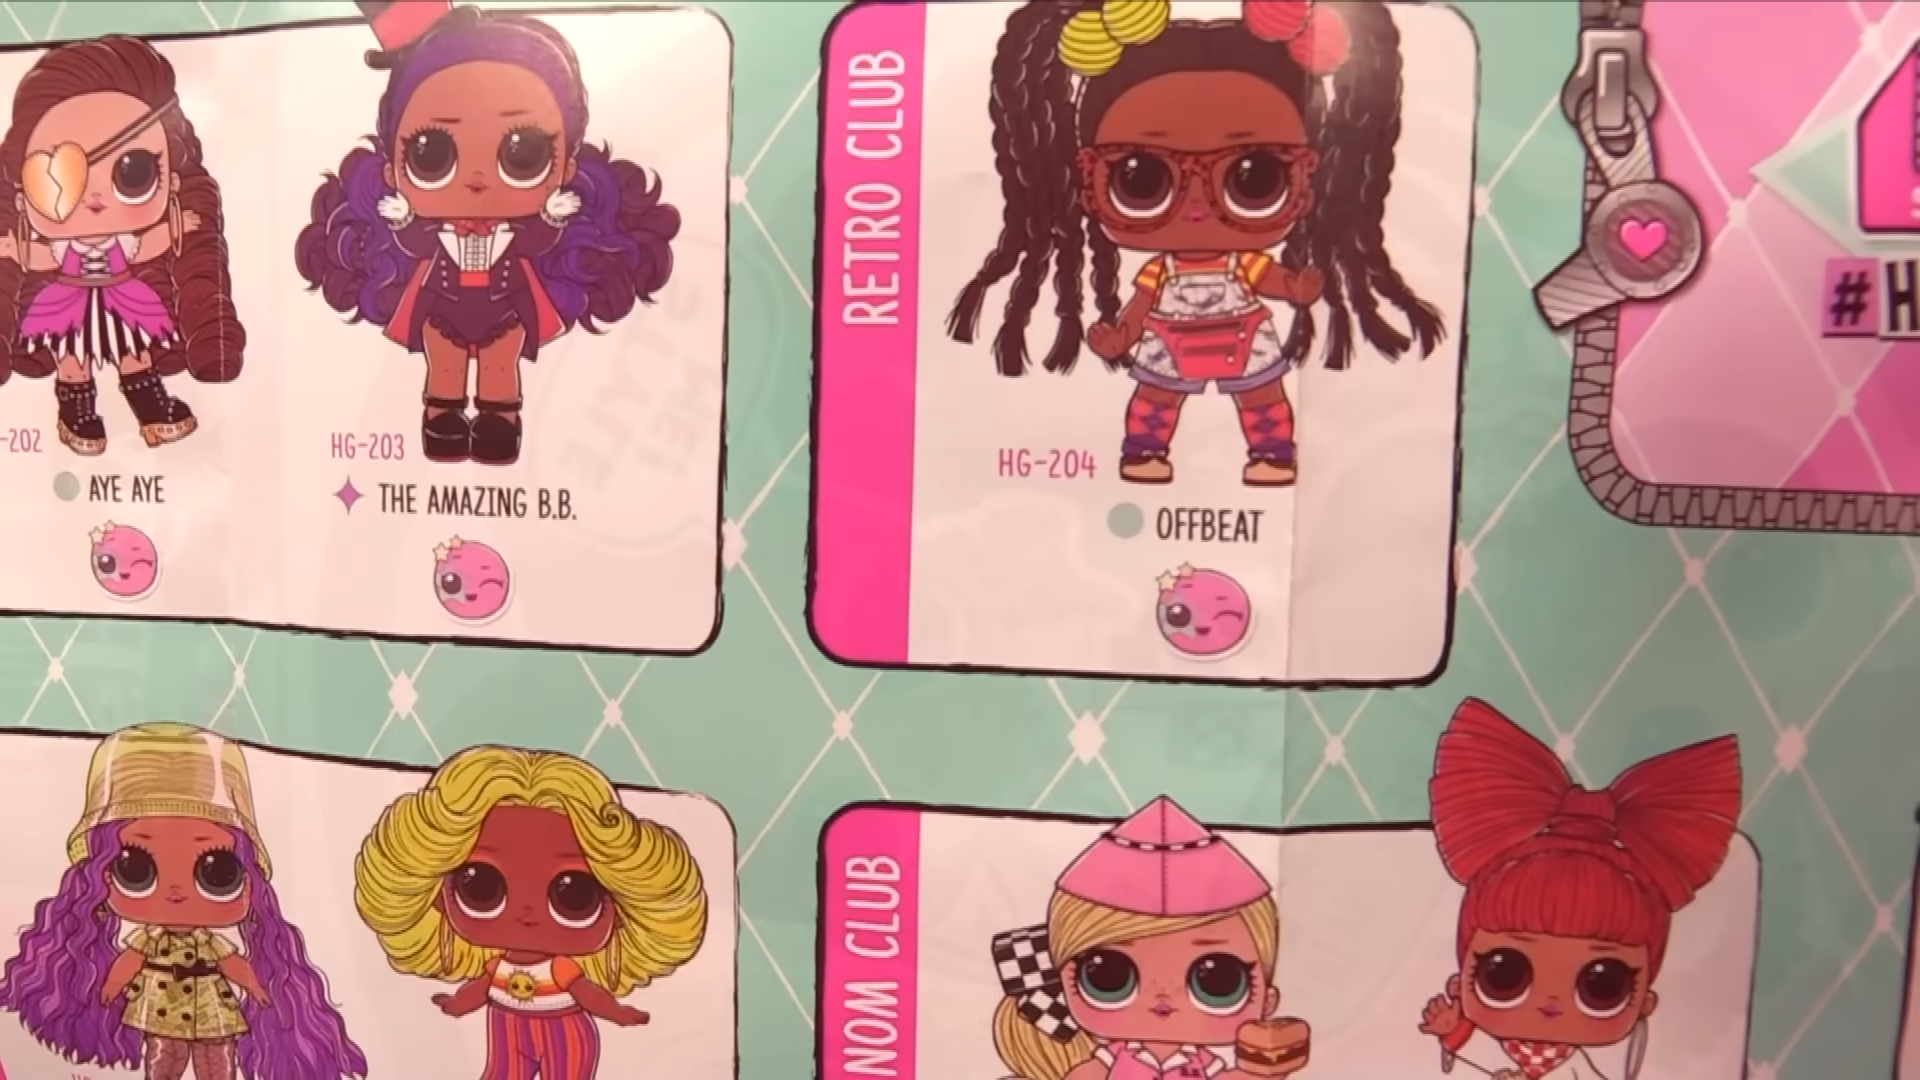 RETRO CLUB
-202
AYE AYE
HG-203
THE AMAZING B.B.
HG-204
OFFBEAT
#H
NOM CLUB